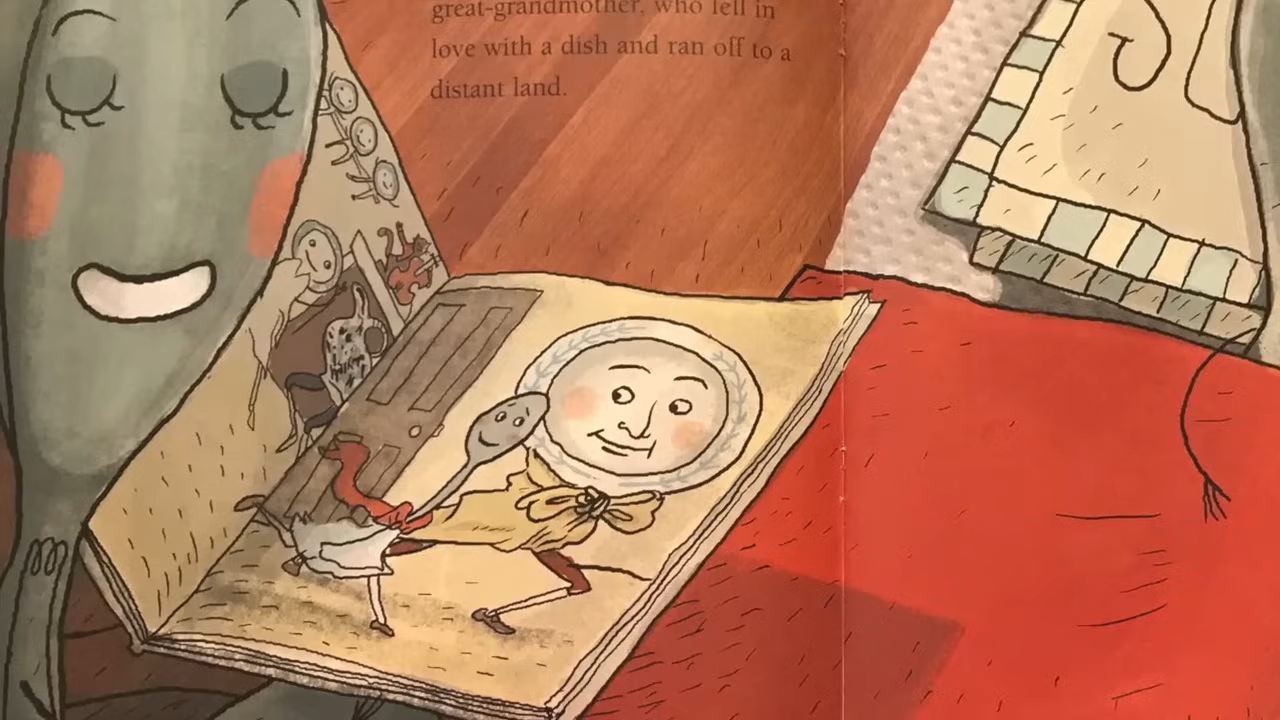 great-grandmother, who fell in
love with a dish and ran off to a
distant land.